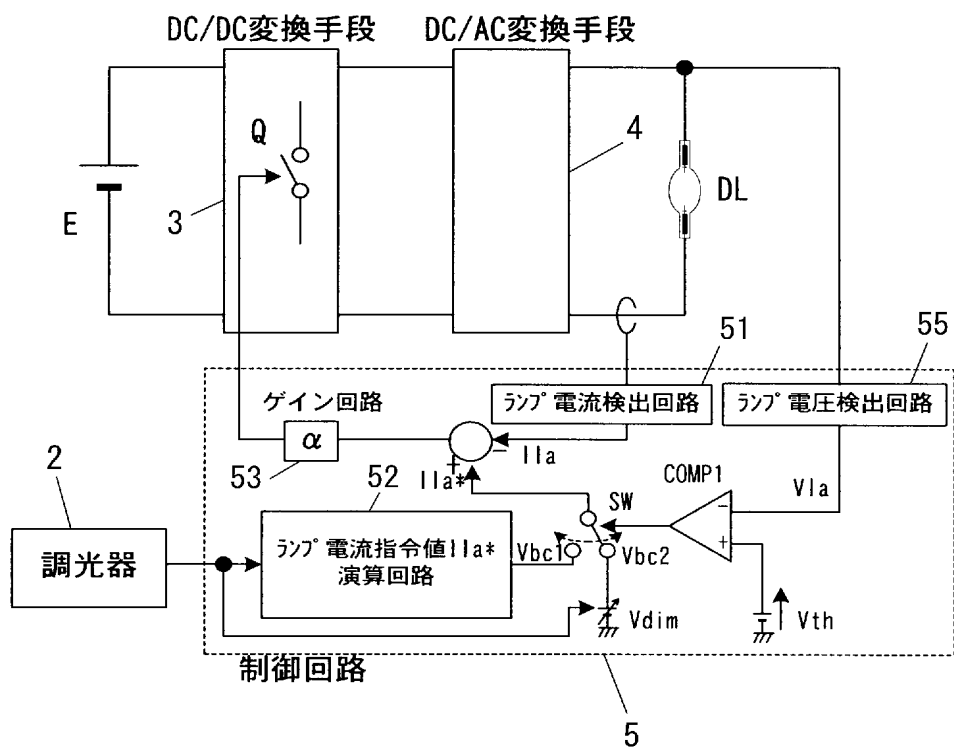 DC/DC変換手段
DC/AC変換手段
Q
4
E
3
DL
51
55
ゲイン回路
ﾗﾝﾌﾟ電流検出回路
ﾗﾝﾌﾟ電圧検出回路
α
+
−
Ila
Ila*
53
2
52
COMP1
Vla
SW
−
+
調光器
ﾗﾝﾌﾟ電流指令値Ila*
演算回路
Vbc1
Vbc2
Vdim
Vth
制御回路
5